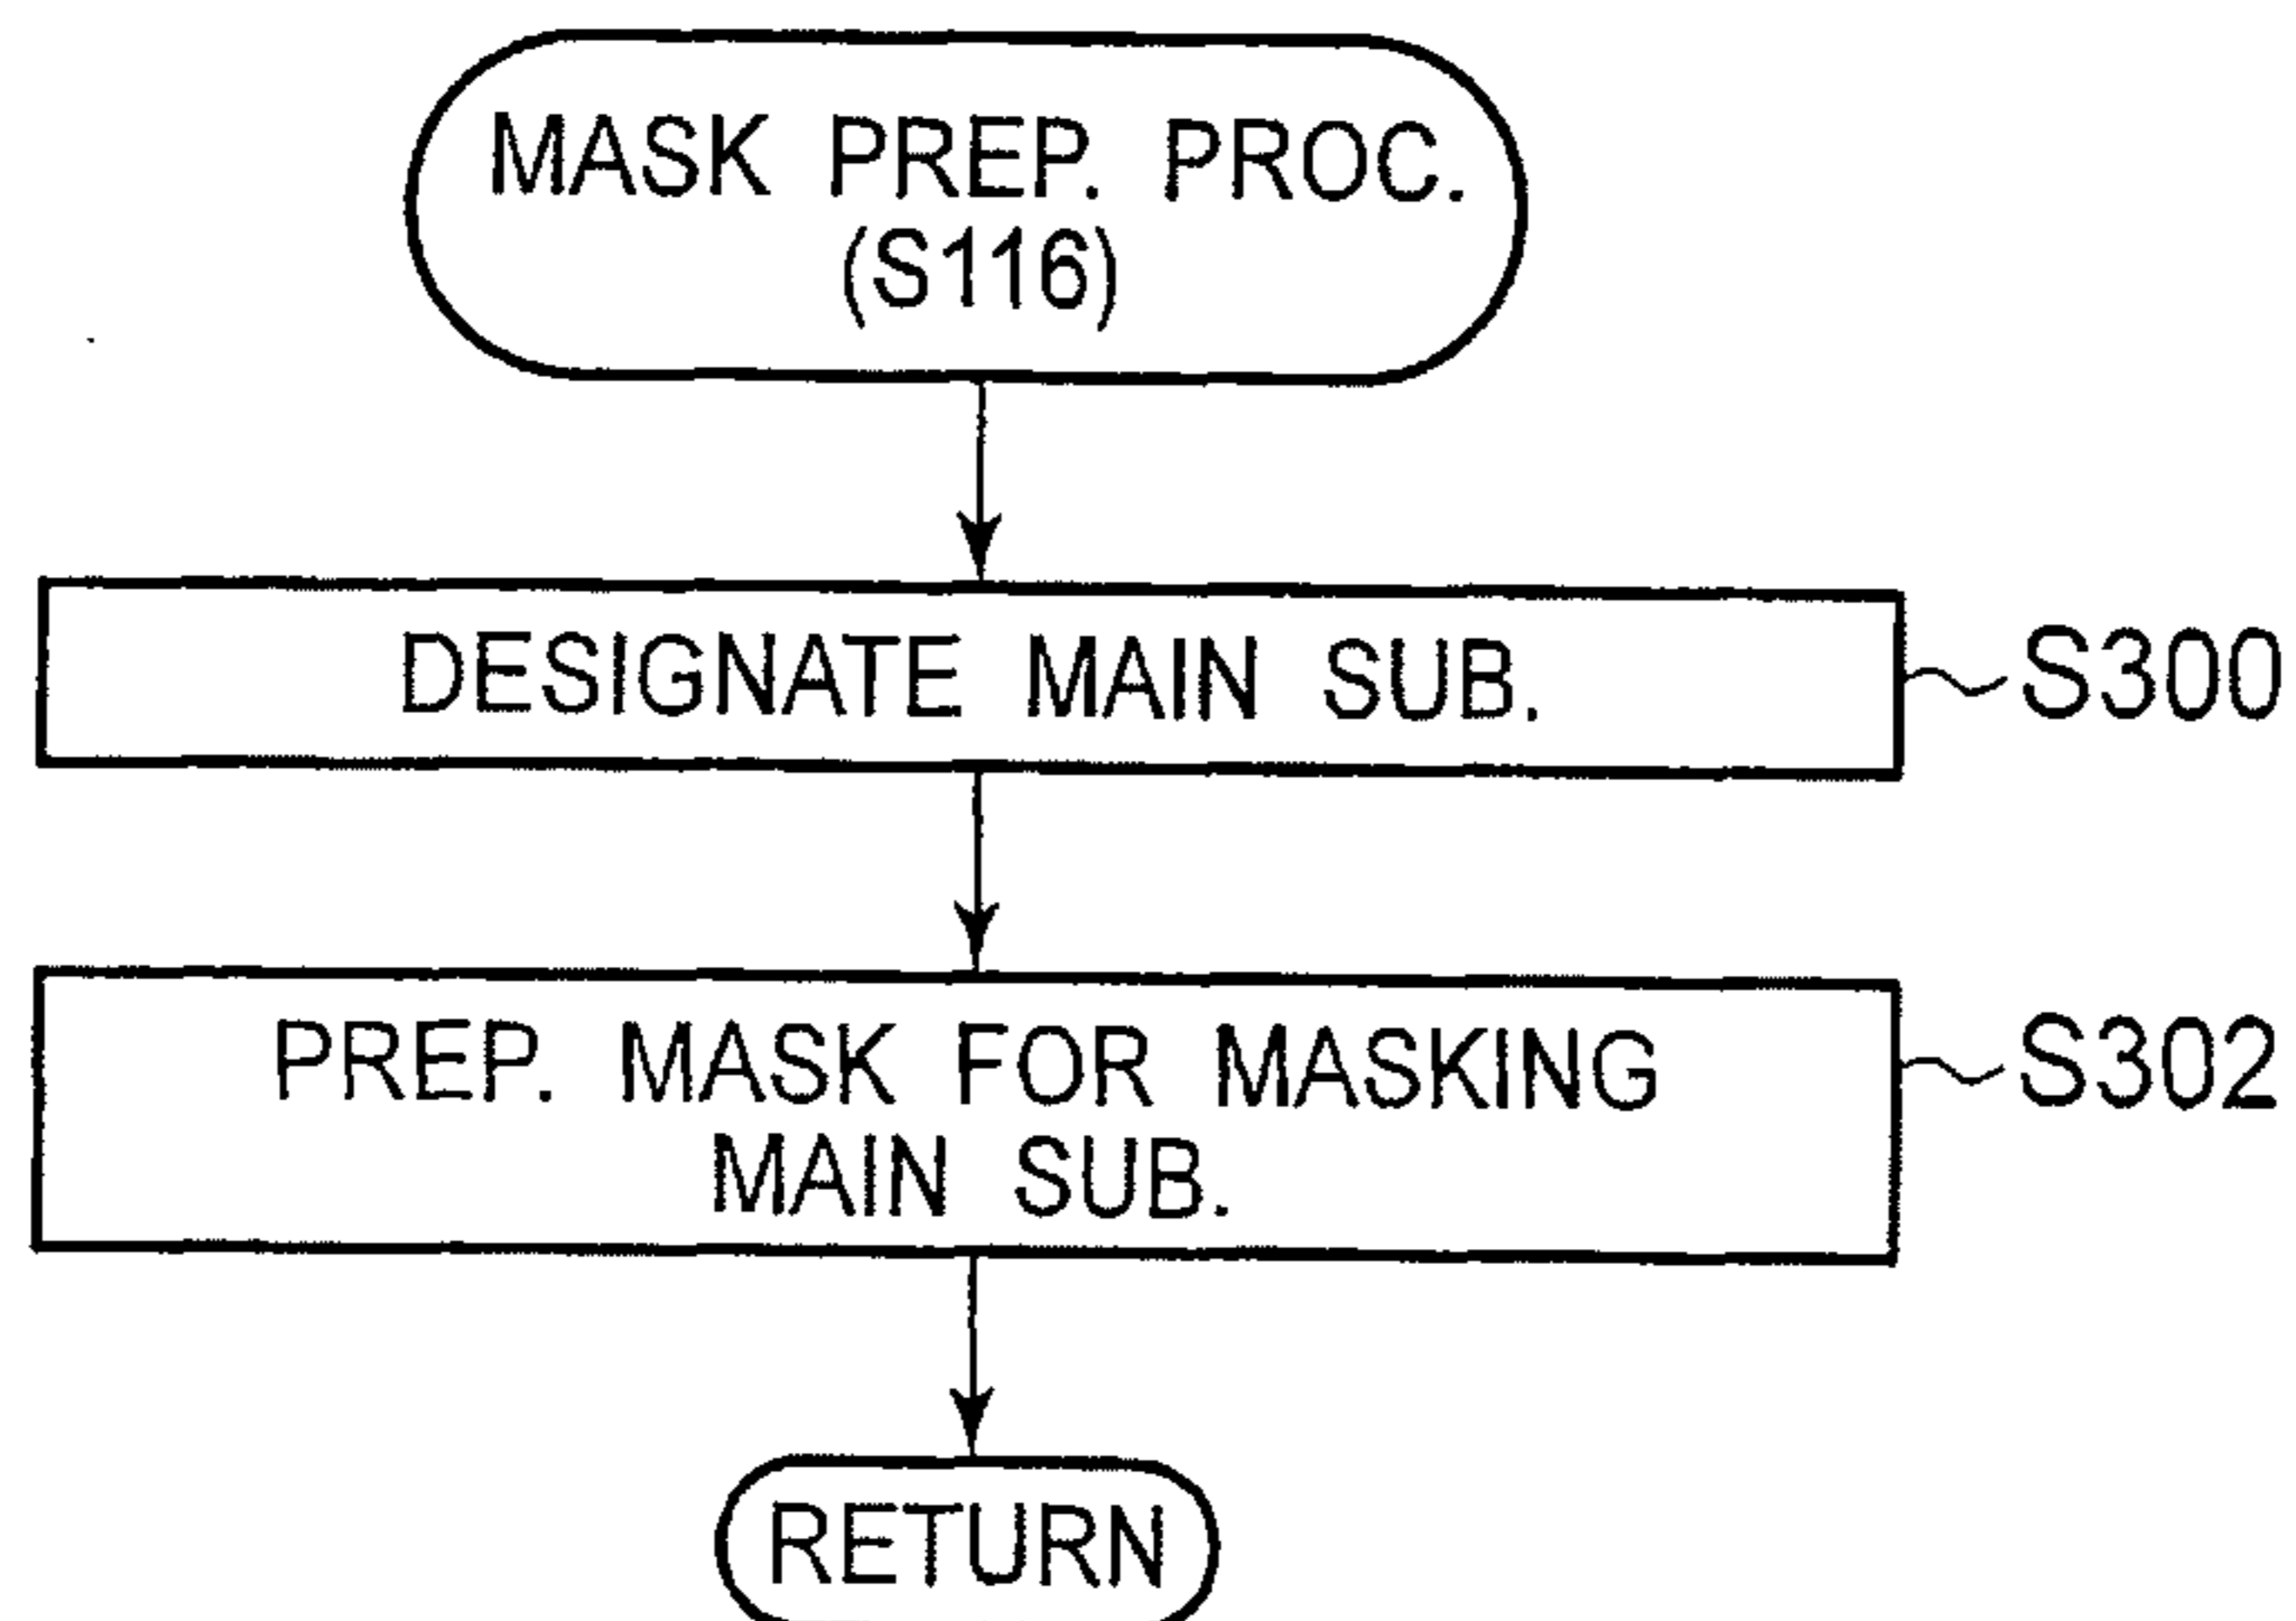 MASK PREP. PROC.
(S116)
DESIGNATE MAIN SUB.
S300
PREP. MASK FOR MASKING
MAIN SUB.
S302
RETURN